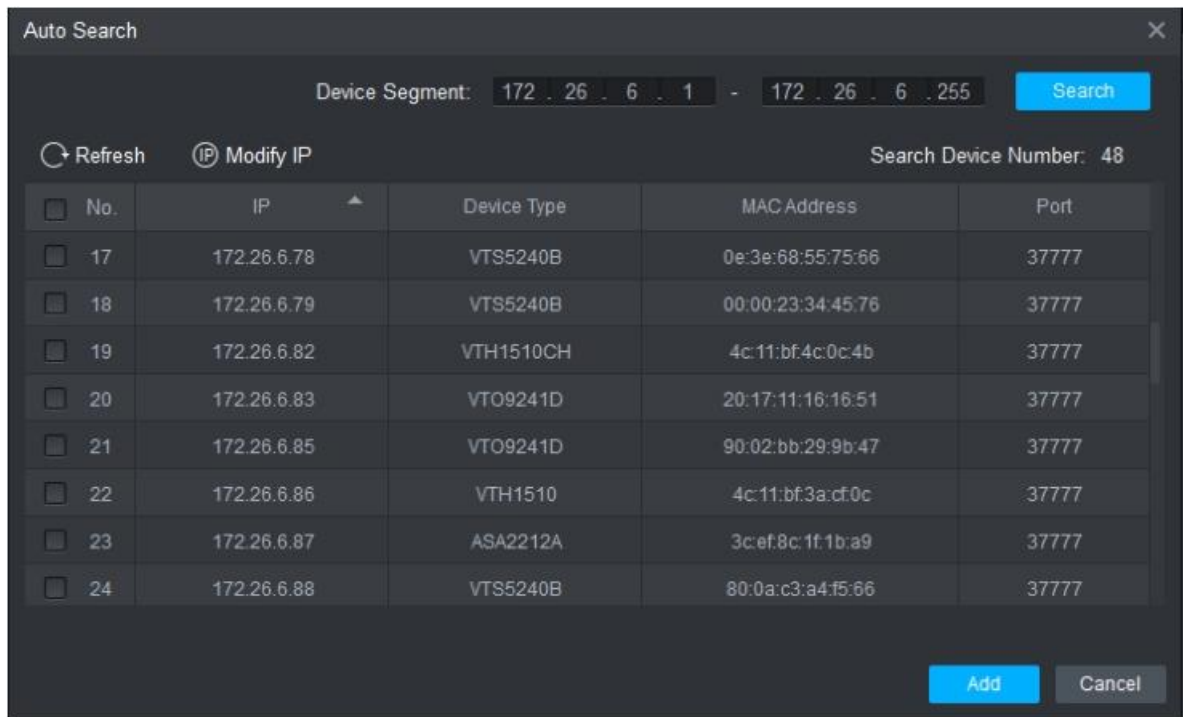 Auto Search
Device Segment: 172 . 26 . 6 . 1 - 172 . 26 . 6 . 255 Search
Refresh IP Modify IP Search Device Number: 48
No. IP Device Type MAC Address Port
17 172.26.6.78 VTS5240B 0e:3e:68:55:75:66 37777
18 172.26.6.79 VTS5240B 00:00:23:34:45:76 37777
19 172.26.6.82 VTH1510CH 4c:11:bf:4c:0c:4b 37777
20 172.26.6.83 VTO9241D 20:17:11:16:16:51 37777
21 172.26.6.85 VTO9241D 90:02:bb:29:9b:47 37777
22 172.26.6.86 VTH1510 4c:11:bf:3a:cf:0c 37777
23 172.26.6.87 ASA2212A 3c:ef:8c:1f:1b:a9 37777
24 172.26.6.88 VTS5240B 80:0a:c3:a4:f5:66 37777
Add Cancel